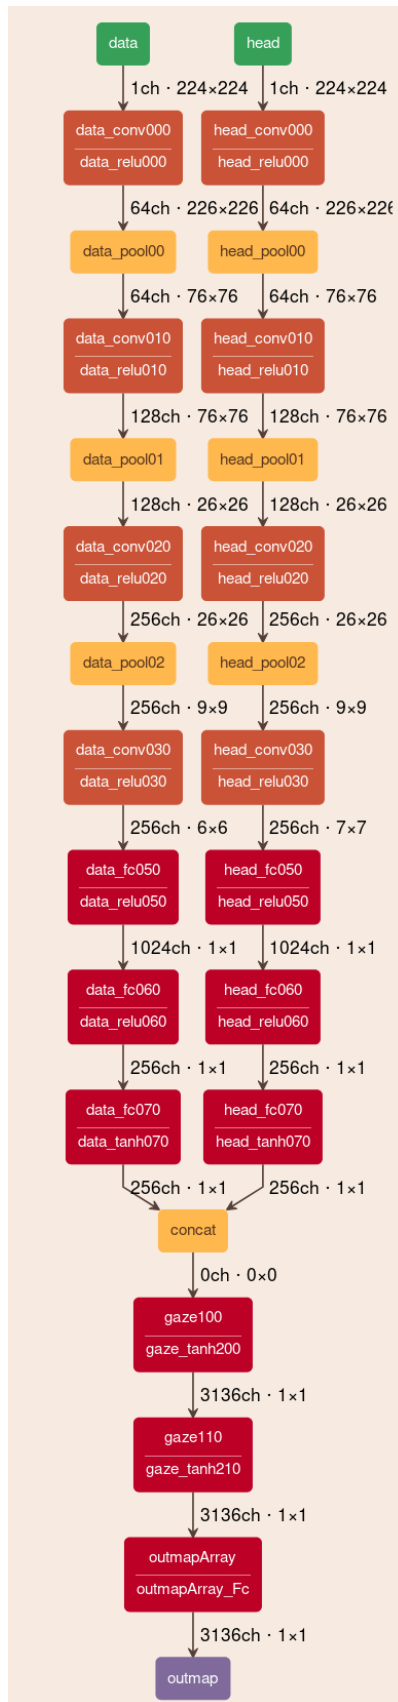 data head
1ch · 224×224 1ch · 224×224
data_conv000 head_conv000
data_relu000 head_relu000
64ch · 226×226 64ch · 226×226
data_pool00 head_pool00
64ch · 76×76 64ch · 76×76
data_conv010 head_conv010
data_relu010 head_relu010
128ch · 76×76 128ch · 76×76
data_pool01 head_pool01
128ch · 26×26 128ch · 26×26
data_conv020 head_conv020
data_relu020 head_relu020
256ch · 26×26 256ch · 26×26
data_pool02 head_pool02
256ch · 9×9 256ch · 9×9
data_conv030 head_conv030
data_relu030 head_relu030
256ch · 6×6 256ch · 7×7
data_fc050 head_fc050
data_relu050 head_relu050
1024ch · 1×1 1024ch · 1×1
data_fc060 head_fc060
data_relu060 head_relu060
256ch · 1×1 256ch · 1×1
data_fc070 head_fc070
data_tanh070 head_tanh070
256ch · 1×1 256ch · 1×1
concat
0ch · 0×0
gaze100
gaze_tanh200
3136ch · 1×1
gaze110
gaze_tanh210
3136ch · 1×1
outmapArray
outmapArray_Fc
3136ch · 1×1
outmap